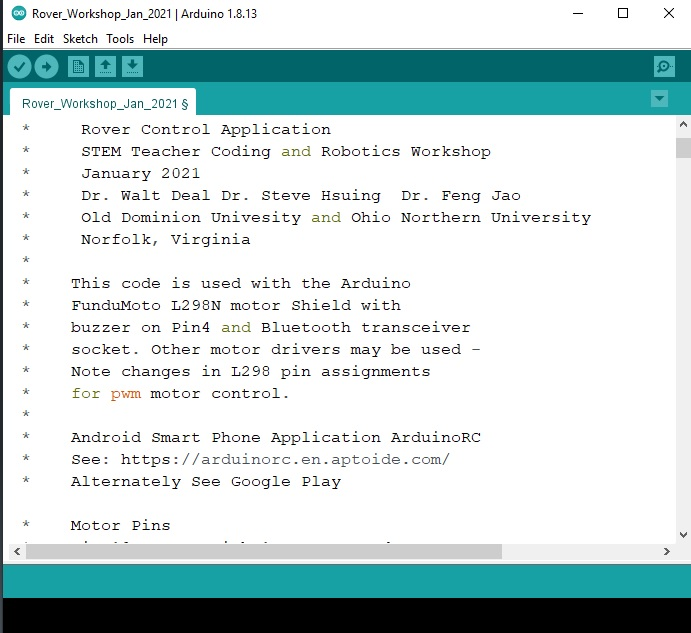 Rover_Workshop_Jan_2021 | Arduino 1.8.13
File Edit Sketch Tools Help
Rover_Workshop_Jan_2021 §
* Rover Control Application
* STEM Teacher Coding and Robotics Workshop
* January 2021
* Dr. Walt Deal Dr. Steve Hsuing Dr. Feng Jao
* Old Dominion Univesity and Ohio Northern University
* Norfolk, Virginia
*
* This code is used with the Arduino
* FunduMoto L298N motor Shield with
* buzzer on Pin4 and Bluetooth transceiver
* socket. Other motor drivers may be used -
* Note changes in L298 pin assignments
* for pwm motor control.
*
* Android Smart Phone Application ArduinoRC
* See: https://arduinorc.en.aptoide.com/
* Alternately See Google Play
* Motor Pins